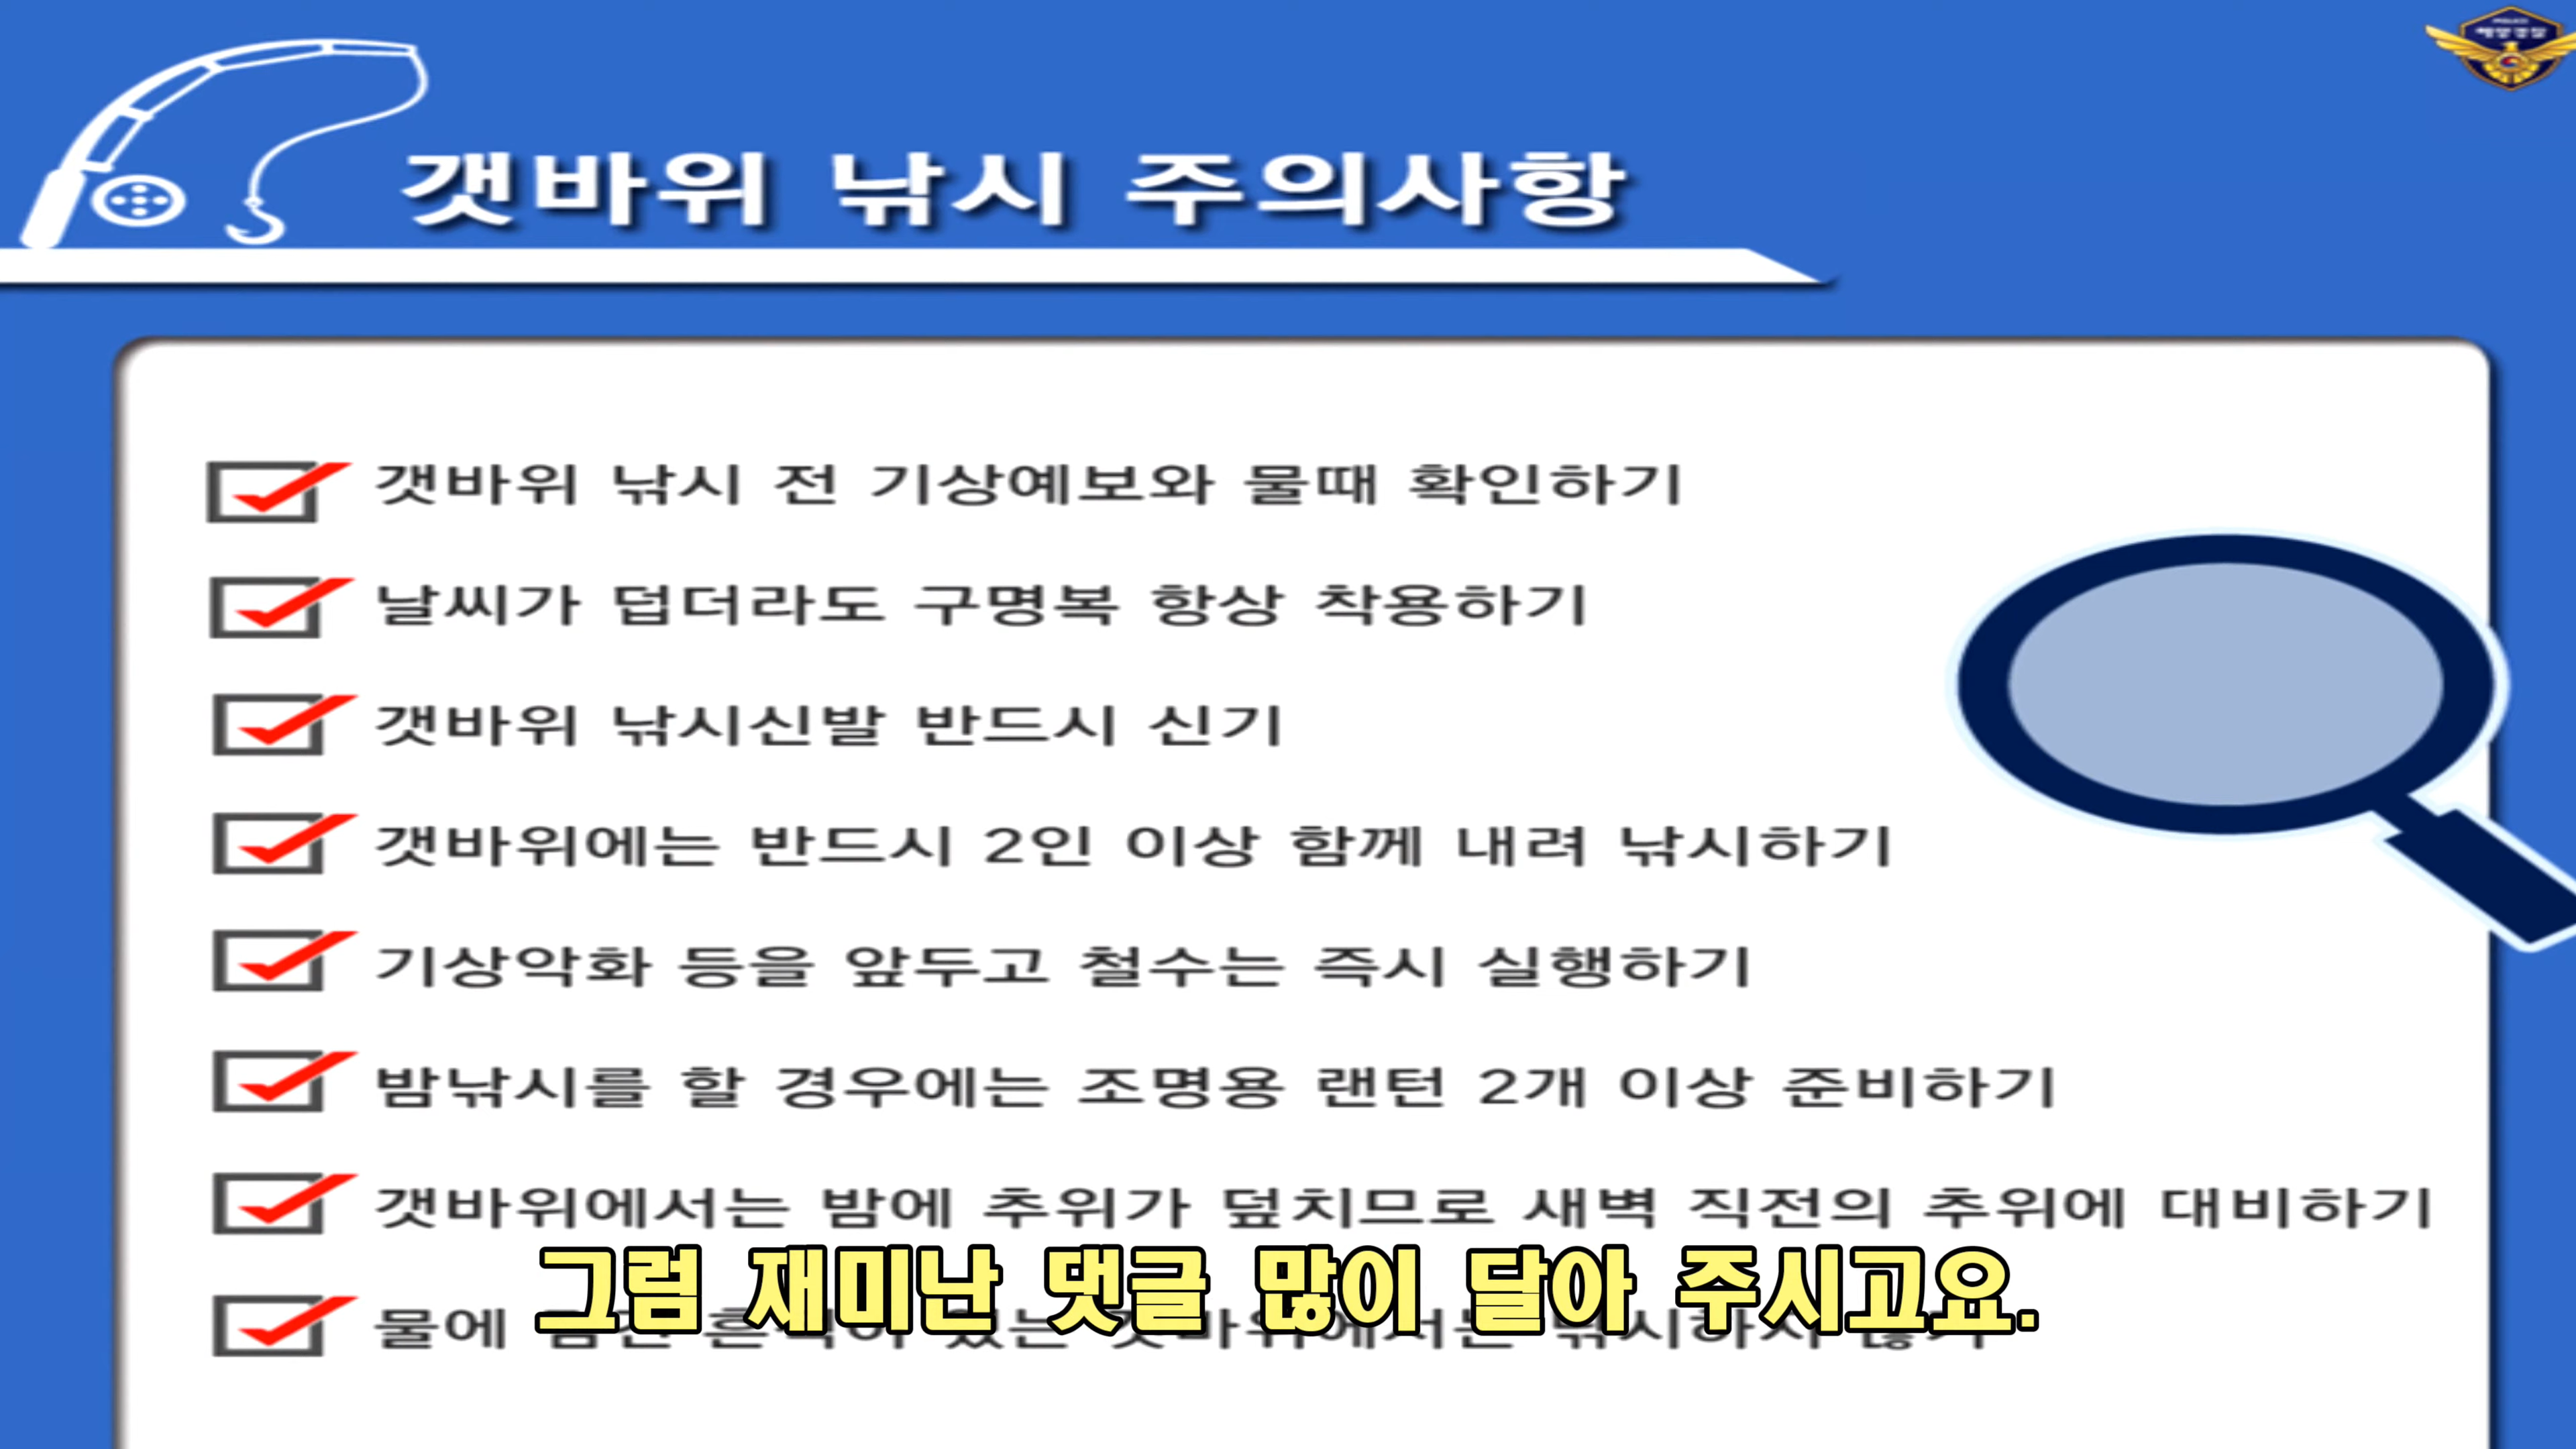 갯바위 낚시 주의사항
갯바위 낚시 전 기상예보와 물때 확인하기
날씨가 덥더라도 구명복 항상 착용하기
갯바위 낚시신발 반드시 신기
갯바위에는 반드시 2인 이상 함께 내려 낚시하기
기상악화 등을 앞두고 철수는 즉시 실행하기
밤낚시를 할 경우에는 조명용 랜턴 2개 이상 준비하기
갯바위에서는 밤에 추위가 덮치므로 새벽 직전의 추위에 대비하기
그럼 재미난 댓글 많이 달아 주시고요.
물에